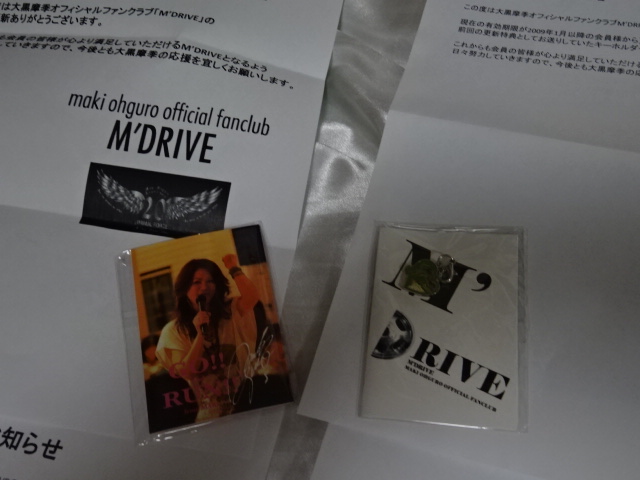 は大黒摩季オフィシャルファンクラブ「M'DRIVE」の
新ありがとうございます。
心より満足していただけるM'DRIVEとなるよう
いきますので、今後とも大黒摩季の応援を宜しくお願いします。
maki ohguro official fanclub
M'DRIVE
20
知らせ
この度は大黒摩季オフィシャルファンクラブ「M'D
現在の有効期限が2009年3月以降の会員様から
前回の更新特典としてお送りしていたキーホルダ
これからも会員の皆様が心より満足していただける
日々努力していきますので、今後とも大黒摩季の応
M'
DRIVE
M'DRIVE
MAKI OHGURO OFFICIAL FANCLUB